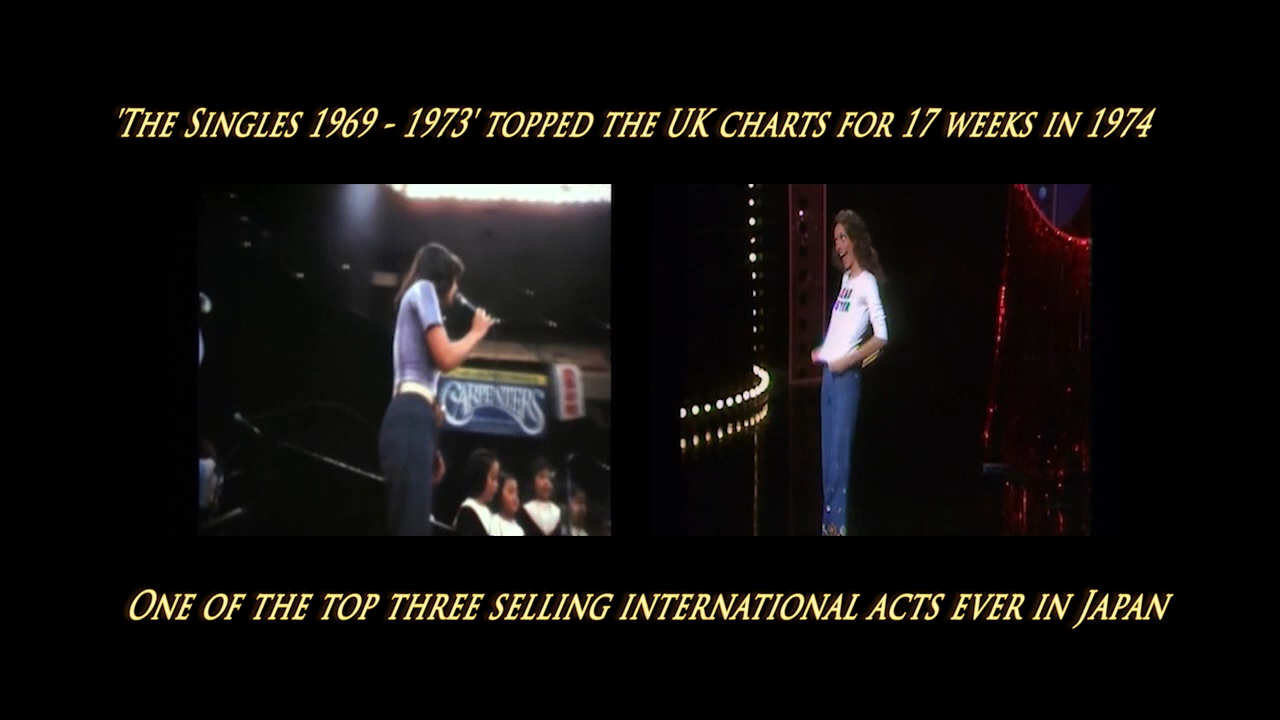 'The Singles 1969 - 1973' topped the UK charts for 17 weeks in 1974
CARPENTERS
One of the top three selling international acts ever in Japan